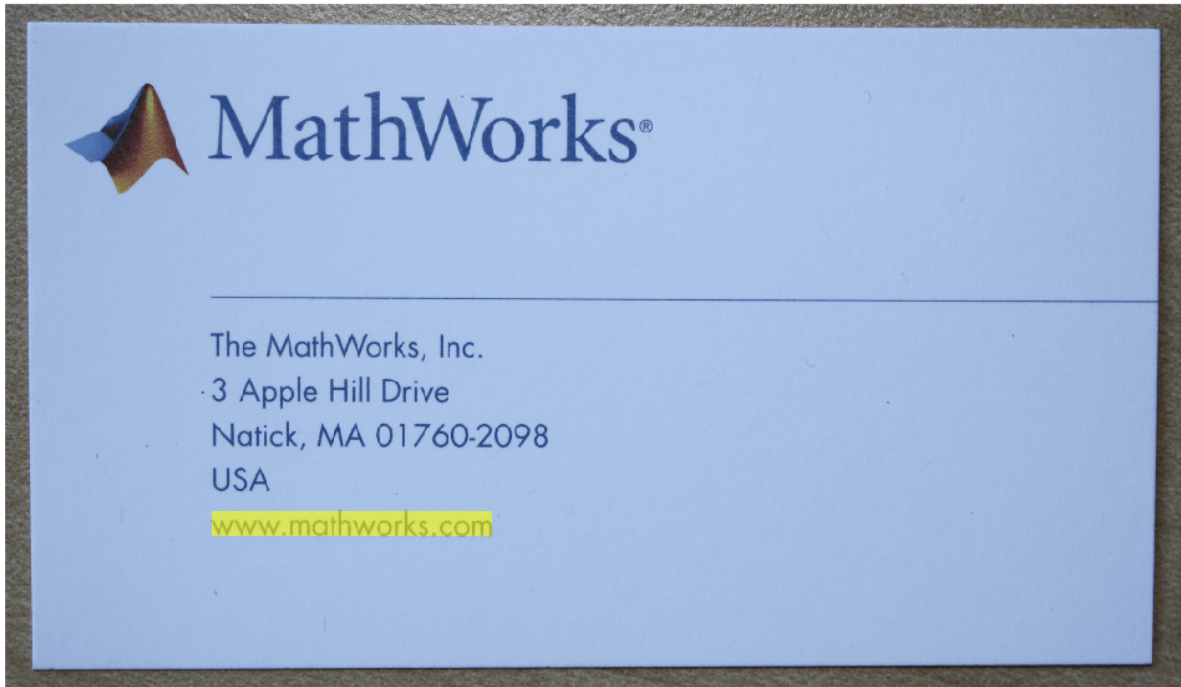 MathWorks®
The MathWorks, Inc.
3 Apple Hill Drive
Natick, MA 01760-2098
USA
www.mathworks.com